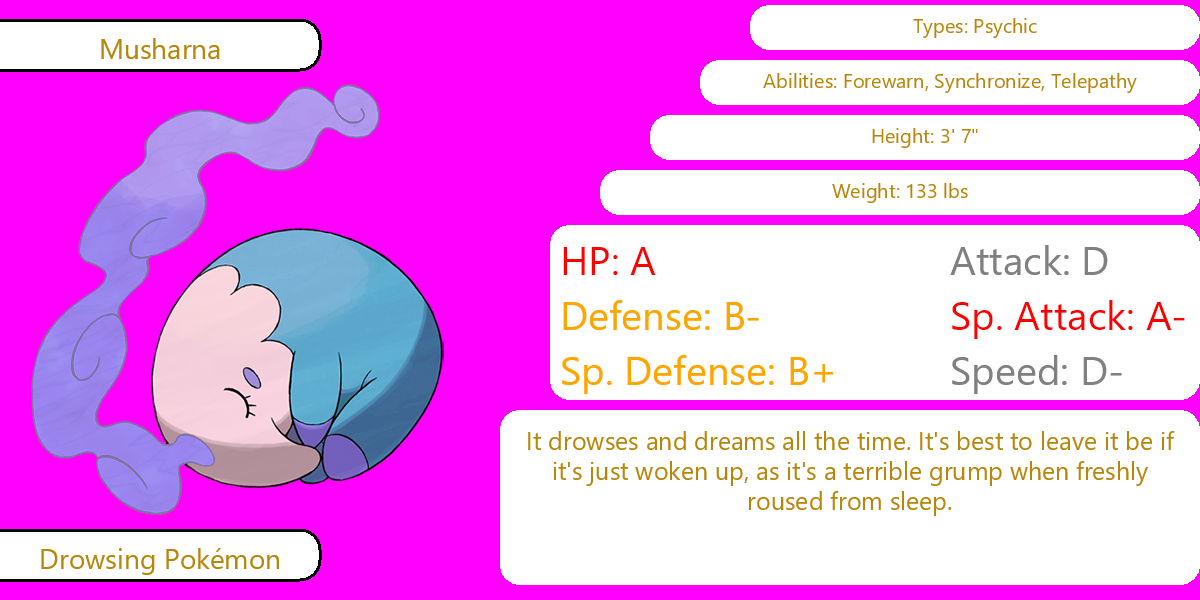 Musharna
Types: Psychic
Abilities: Forewarn, Synchronize, Telepathy
Height: 3' 7"
Weight: 133 lbs
HP: A
Attack: D
Defense: B-
Sp. Attack: A-
Sp. Defense: B+
Speed: D-
It drowses and dreams all the time. It's best to leave it be if
it's just woken up, as it's a terrible grump when freshly
roused from sleep.
Drowsing Pokémon